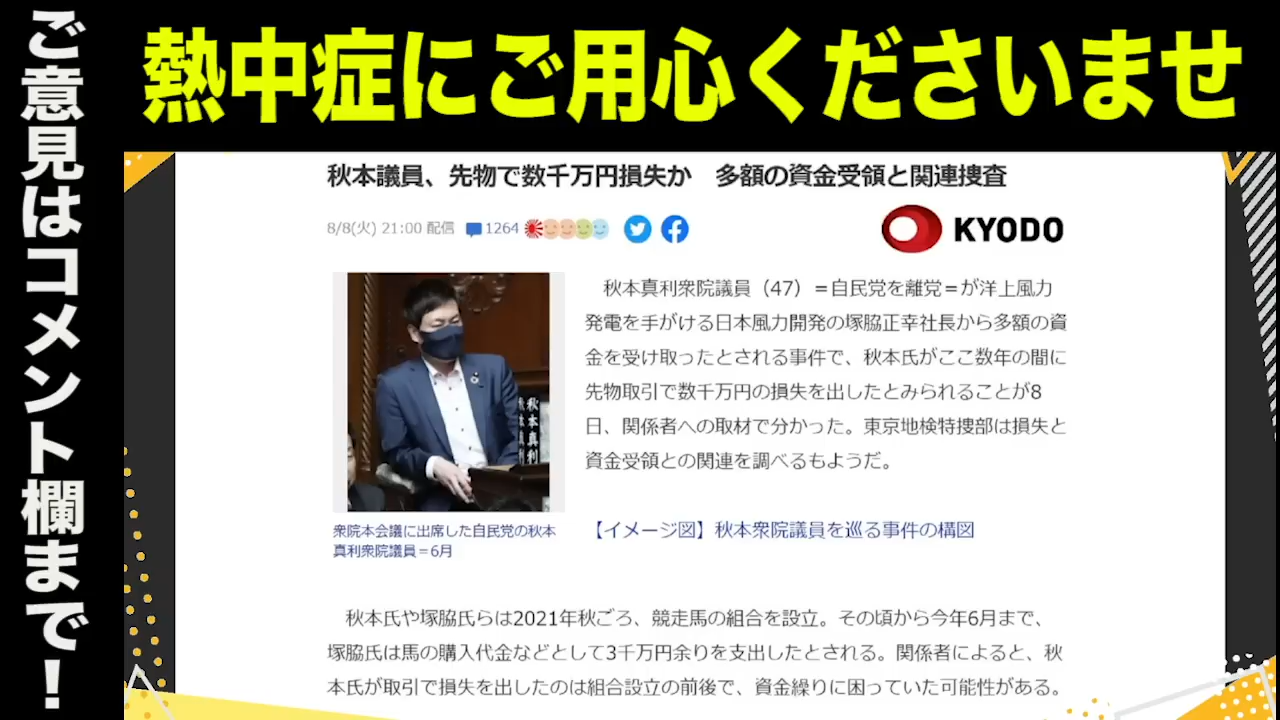 ご意見はコメント欄まで!
熱中症にご用心くださいませ
秋本議員、先物で数千万円損失か 多額の資金受領と関連捜査
8/8(火) 21:00 配信 1264
KYODO
秋本真利衆院議員（47）＝自民党を離党＝が洋上風力
発電を手がける日本風力開発の塚脇正幸社長から多額の資
金を受け取ったとされる事件で、秋本氏がここ数年の間に
先物取引で数千万円の損失を出したとみられることが8
日、関係者への取材で分かった。東京地検特捜部は損失と
資金受領との関連を調べるもようだ。
秋本真利
衆院本会議に出席した自民党の秋本
真利衆院議員＝6月
【イメージ図】秋本衆院議員を巡る事件の構図
秋本氏や塚脇氏らは2021年秋ごろ、競走馬の組合を設立。その頃から今年6月まで、
塚脇氏は馬の購入代金などとして3千万円余りを支出したとされる。関係者によると、秋
本氏が取引で損失を出したのは組合設立の前後で、資金繰りに困っていた可能性がある。